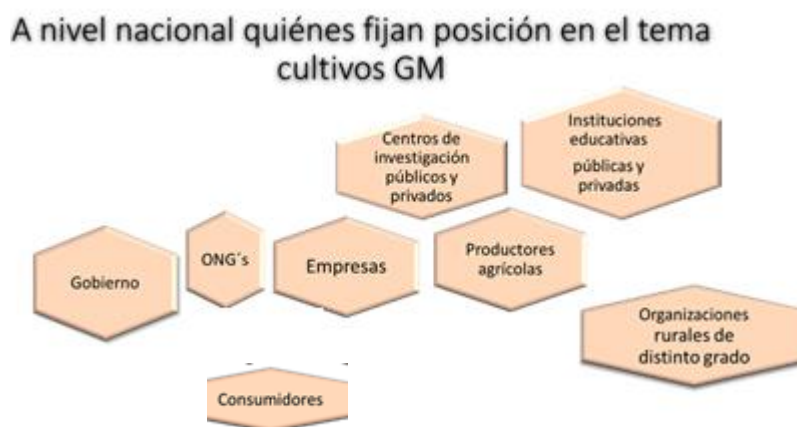 A nivel nacional quiénes fijan posición en el tema
cultivos GM
Centros de
investigación
públicos y
privados
Instituciones
educativas
públicas y
privadas
Gobierno
ONG´s
Empresas
Productores
agrícolas
Organizaciones
rurales de
distinto grado
Consumidores